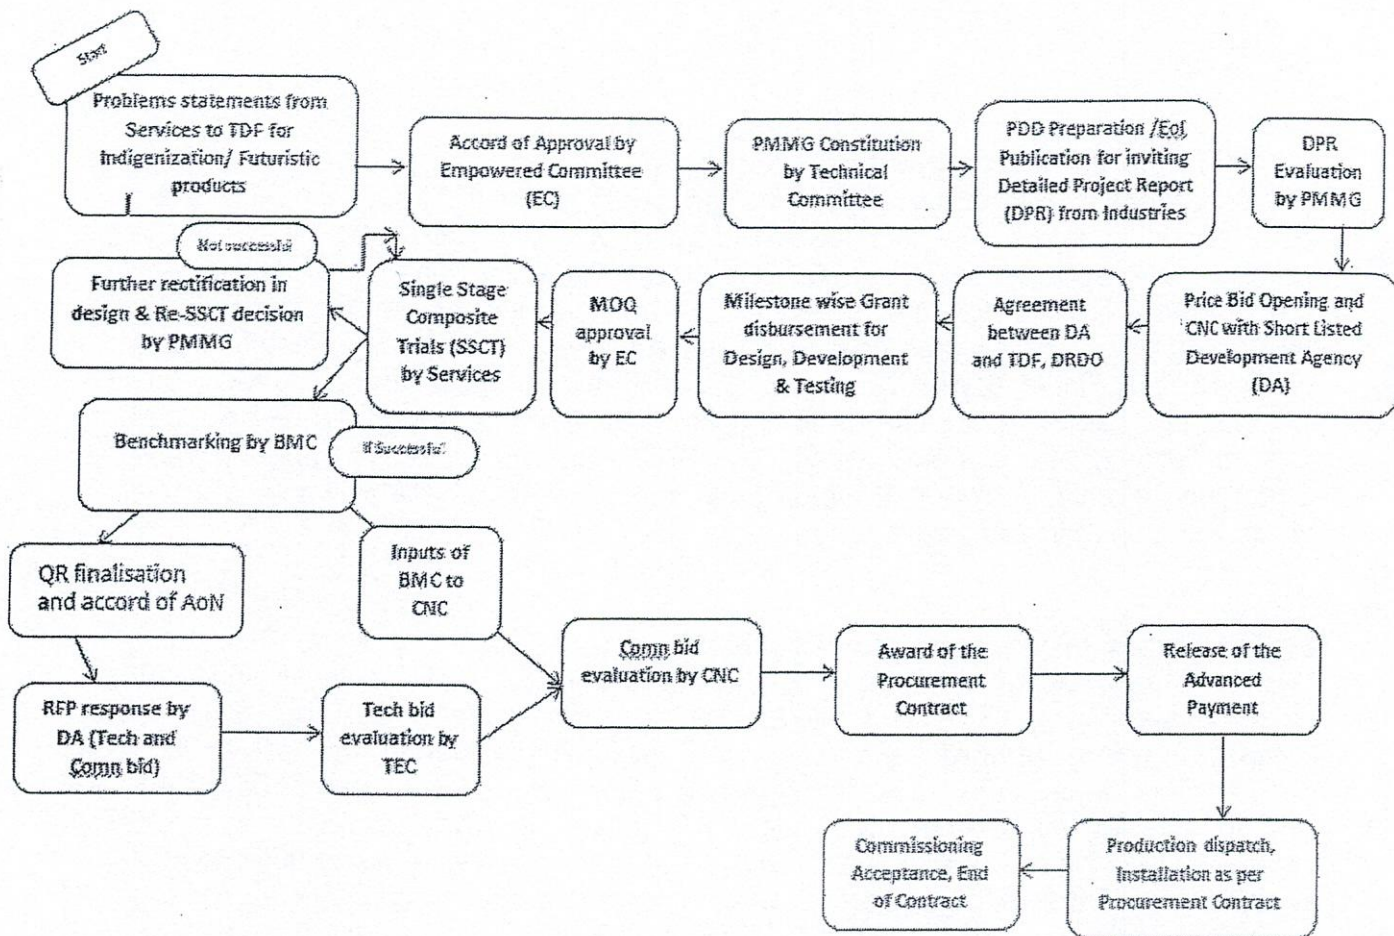 Start
Problems statements from
Services to TDF for
Indigenization/ Futuristic
products
Accord of Approval by
Empowered Committee
(EC)
PMMG Constitution
by Technical
Committee
PDD Preparation /EoI
Publication for inviting
Detailed Project Report
(DPR) from Industries
DPR
Evaluation
by PMMG
Price Bid Opening and
CNC with Short Listed
Development Agency
(DA)
Agreement
between DA
and TDF, DRDO
Milestone wise Grant
disbursement for
Design, Development
& Testing
MOQ
approval
by EC
Single Stage
Composite
Trials (SSCT)
by Services
Not successful
Further rectification in
design & Re-SSCT decision
by PMMG
Benchmarking by BMC
If Successful
QR finalisation
and accord of AoN
Inputs of
BMC to
CNC
RFP response by
DA (Tech and
Comn bid)
Tech bid
evaluation by
TEC
Comn bid
evaluation by CNC
Award of the
Procurement
Contract
Release of the
Advanced
Payment
Production dispatch,
Installation as per
Procurement Contract
Commissioning
Acceptance, End
of Contract